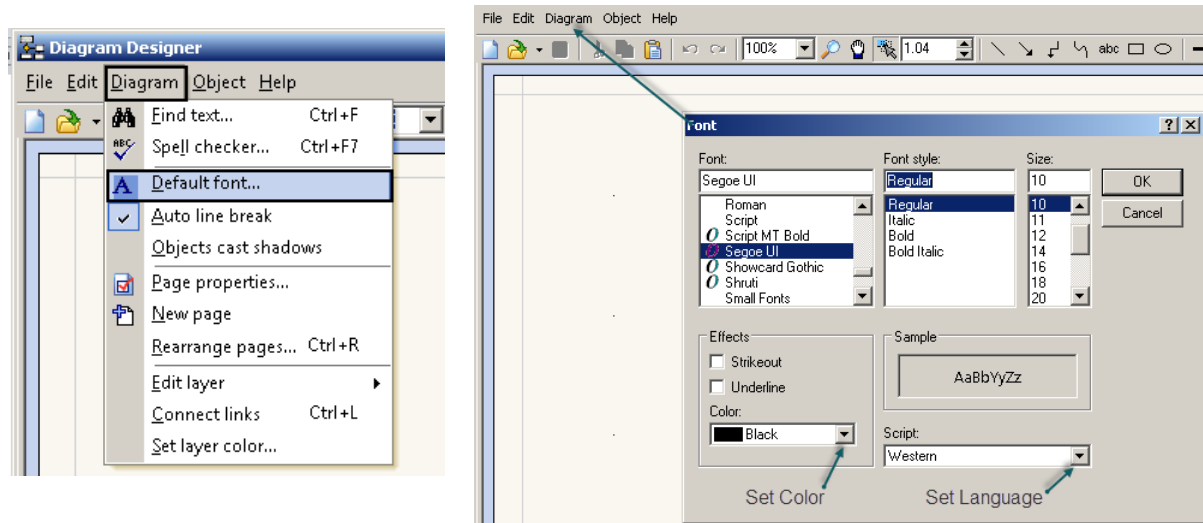 Diagram Designer
File Edit Diagram Object Help
Find text... Ctrl+F
ABC
Spell checker... Ctrl+F7
A Default font...
Auto line break
Objects cast shadows
Page properties...
New page
Rearrange pages... Ctrl+R
Edit layer
Connect links Ctrl+L
Set layer color...
File Edit Diagram Object Help
100% 1.04 abc
Font
Font: Font style: Size:
Segoe UI Regular 10 OK
Roman Regular 10 Cancel
Script Italic 11
O Script MT Bold Bold 12
O Segoe UI Bold Italic 14
O Showcard Gothic 16
O Shruti 18
Small Fonts 20
Effects Sample
Strikeout
Underline AaBbYyZz
Color:
Black Script:
Western
Set Color Set Language